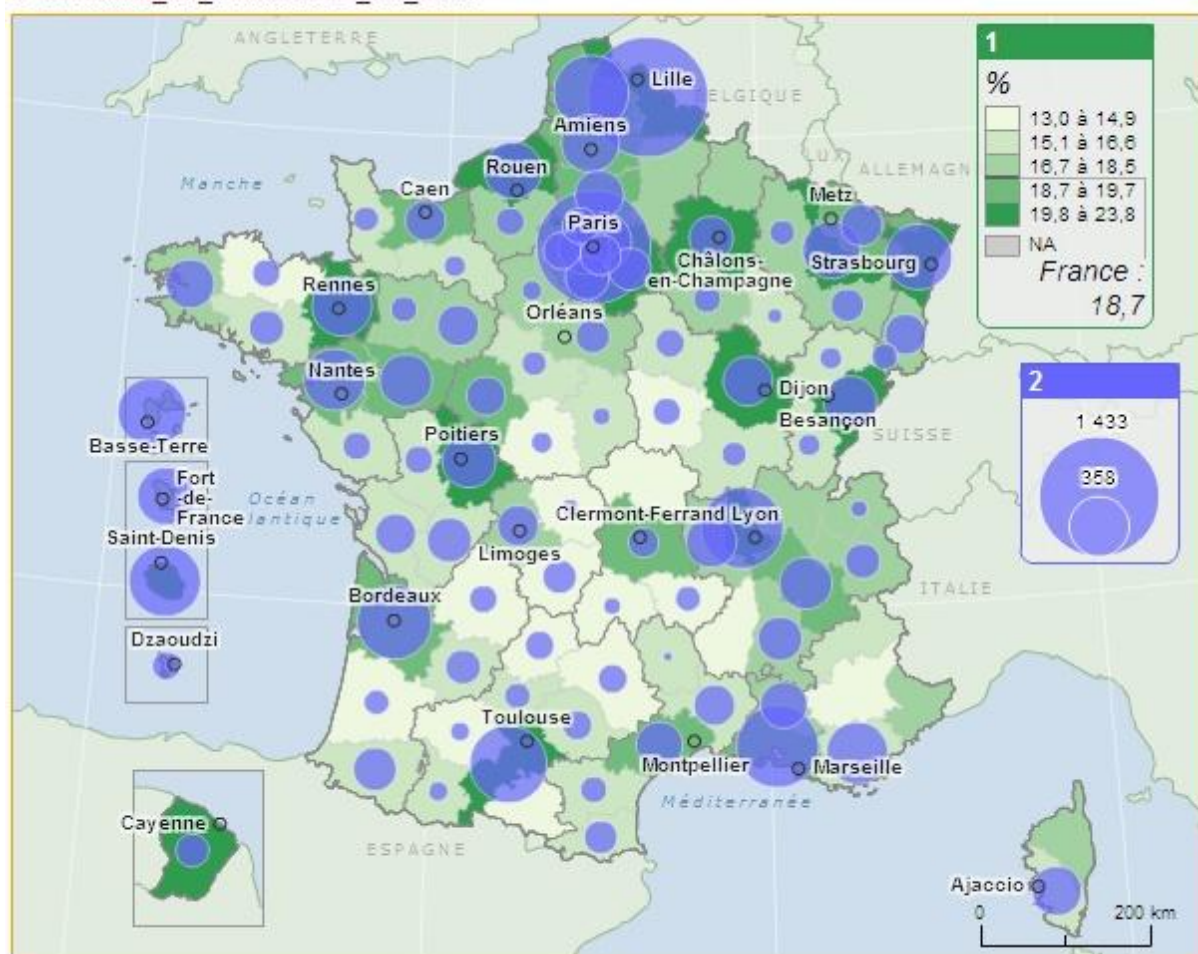 ANGLETERRE
Lille
BELGIQUE
Amiens
Rouen
LUX
ALLEMAGN
Manche
Caen
Metz
Paris
Châlons-
en-Champagne
Strasbourg
Rennes
Orléans
Nantes
Dijon
Besançon
SUISSE
Poitiers
Basse-Terre
Fort
-de-
France
Océan
lantique
Saint-Denis
Clermont-Ferrand
Lyon
Limoges
ITALIE
Bordeaux
Dzaoudzi
Toulouse
Montpellier
Marseille
Méditerranée
Cayenne
ESPAGNE
Ajaccio
0
200 km
1
%
13,0 à 14,9
15,1 à 16,6
16,7 à 18,5
18,7 à 19,7
19,8 à 23,8
NA
France :
18,7
2
1 433
358